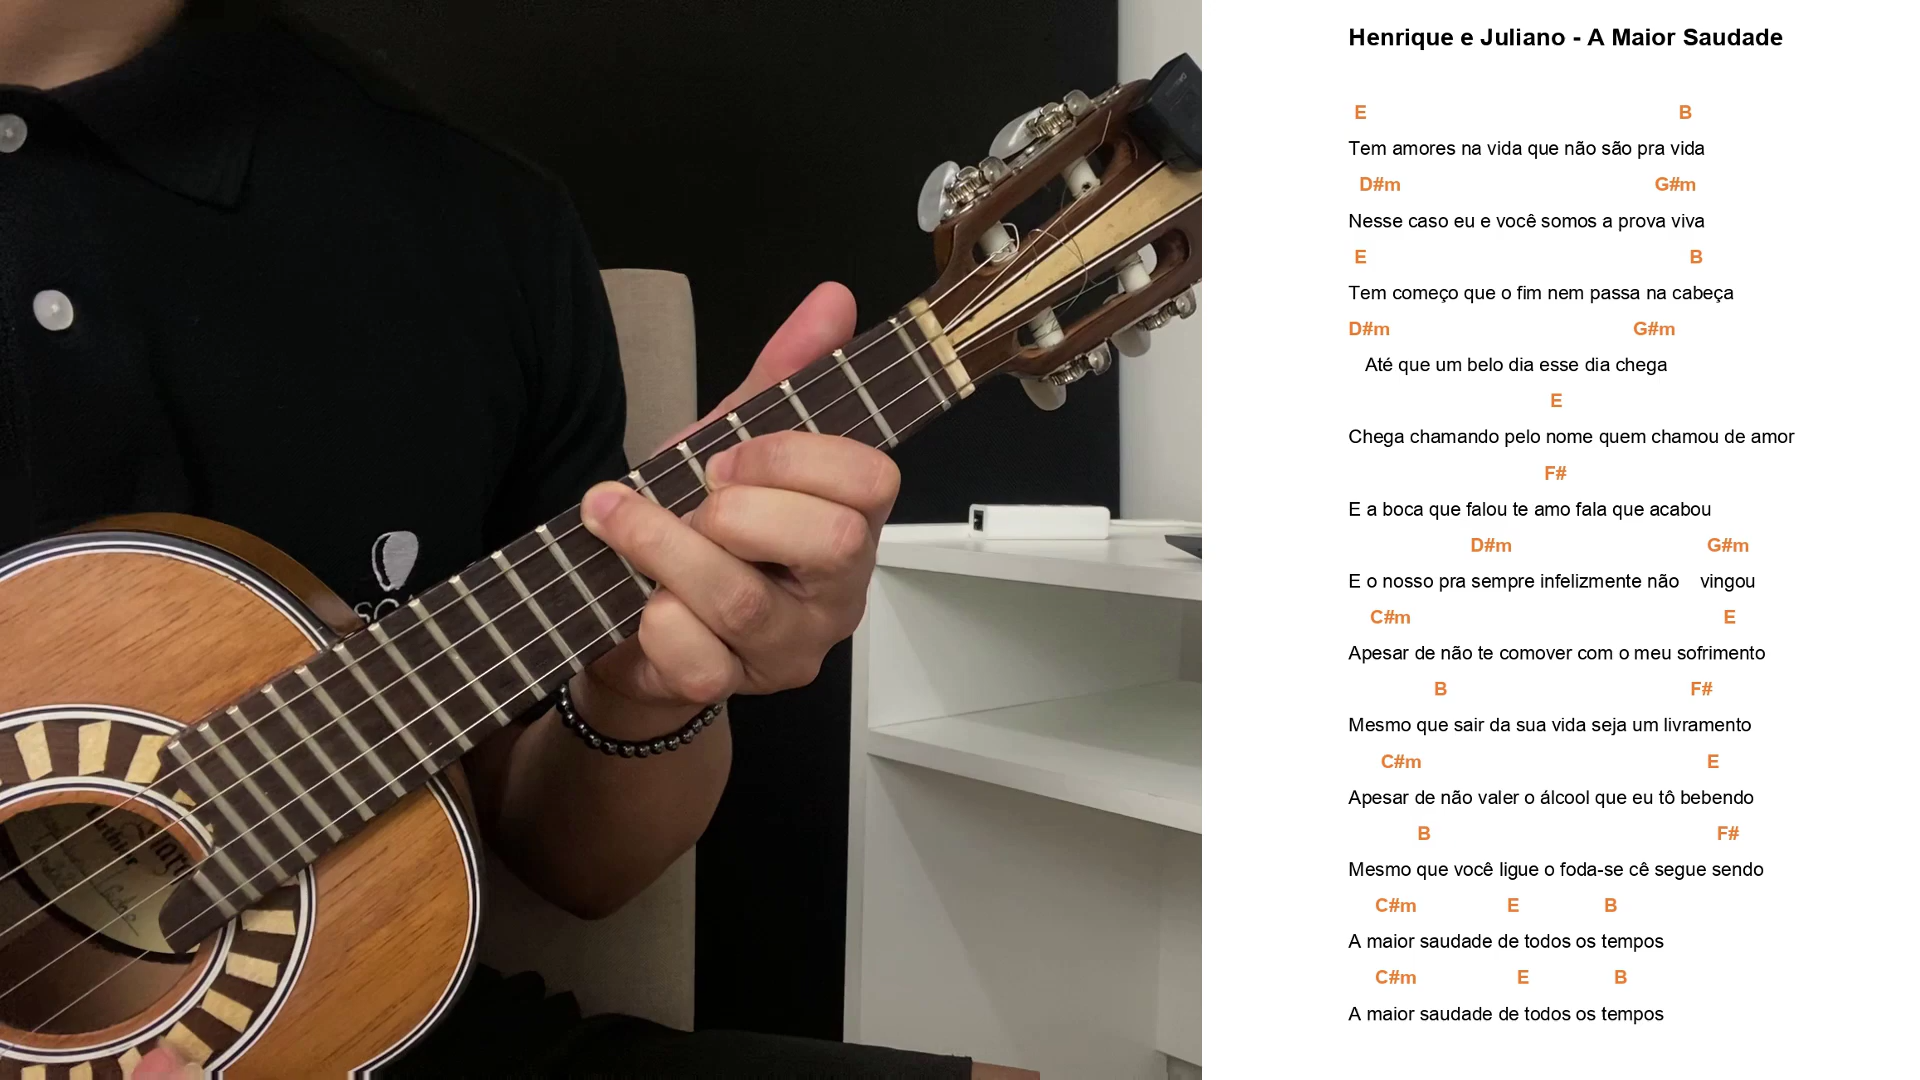 Henrique e Juliano - A Maior Saudade
E B
Tem amores na vida que não são pra vida
D#m G#m
Nesse caso eu e você somos a prova viva
E B
Tem começo que o fim nem passa na cabeça
D#m G#m
Até que um belo dia esse dia chega
E
Chega chamando pelo nome quem chamou de amor
F#
E a boca que falou te amo fala que acabou
D#m G#m
E o nosso pra sempre infelizmente não vingou
C#m E
Apesar de não te comover com o meu sofrimento
B F#
Mesmo que sair da sua vida seja um livramento
C#m E
Apesar de não valer o álcool que eu tô bebendo
B F#
Mesmo que você ligue o foda-se cê segue sendo
C#m E B
A maior saudade de todos os tempos
C#m E B
A maior saudade de todos os tempos
Luthier